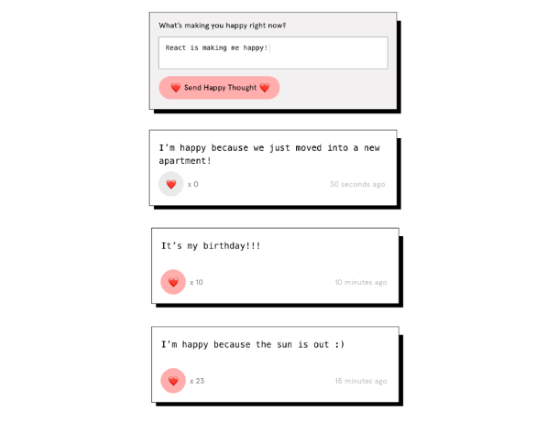 What's making you happy right now?
React is making me happy!
❤️ Send Happy Thought ❤️
I'm happy because we just moved into a new
apartment!
x 0
30 seconds ago
It's my birthday!!!
x 10
10 minutes ago
I'm happy because the sun is out :)
x 23
15 minutes ago